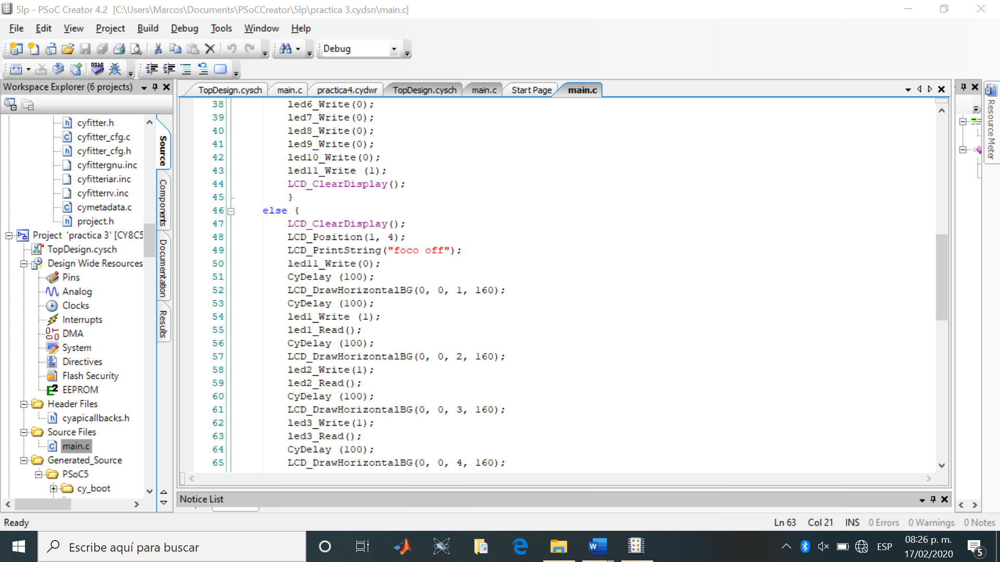 5lp - PSoC Creator 4.2 [C:\Users\Marcos\Documents\PSoCCreator\5lp\practica 3.cydsn\main.c]
File Edit View Project Build Debug Tools Window Help
Debug
Workspace Explorer (6 projects)
TopDesign.cysch main.c practica4.cydwr TopDesign.cysch main.c Start Page main.c
cyfitter.h
cyfitter_cfg.c
cyfitter_cfg.h
cyfittergnu.inc
cyfitteriar.inc
cyfitterrv.inc
cymetadata.c
project.h
Project 'practica 3' [CY8C5
TopDesign.cysch
Design Wide Resources
Pins
Analog
Clocks
Interrupts
DMA
System
Directives
Flash Security
EEPROM
Header Files
cyapicallbacks.h
Source Files
main.c
Generated_Source
PSoC5
cy_boot
Source
Components
Documentation
Results
38 led6_Write(0);
39 led7_Write(0);
40 led8_Write(0);
41 led9_Write(0);
42 led10_Write(0);
43 led11_Write (1);
44 LCD_ClearDisplay();
45 }
46 else {
47 LCD_ClearDisplay();
48 LCD_Position(1, 4);
49 LCD_PrintString("foco off");
50 led11_Write(0);
51 CyDelay (100);
52 LCD_DrawHorizontalBG(0, 0, 1, 160);
53 CyDelay (100);
54 led1_Write (1);
55 led1_Read();
56 CyDelay (100);
57 LCD_DrawHorizontalBG(0, 0, 2, 160);
58 led2_Write(1);
59 led2_Read();
60 CyDelay (100);
61 LCD_DrawHorizontalBG(0, 0, 3, 160);
62 led3_Write(1);
63 led3_Read();
64 CyDelay (100);
65 LCD_DrawHorizontalBG(0, 0, 4, 160);
Resource Meter
Notice List
Ready Ln 63 Col 21 INS 0 Errors 0 Warnings 0 Notes
Escribe aquí para buscar
ESP
08:26 p. m.
17/02/2020
5